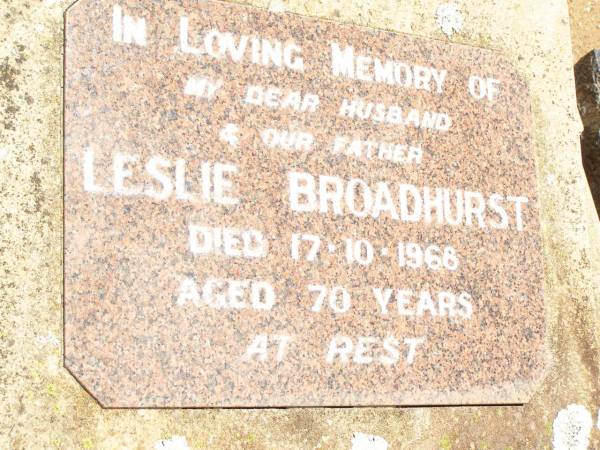 IN LOVING MEMORY OF
MY DEAR HUSBAND
& OUR FATHER
LESLIE BROADHURST
DIED 17·10·1966
AGED 70 YEARS
AT REST